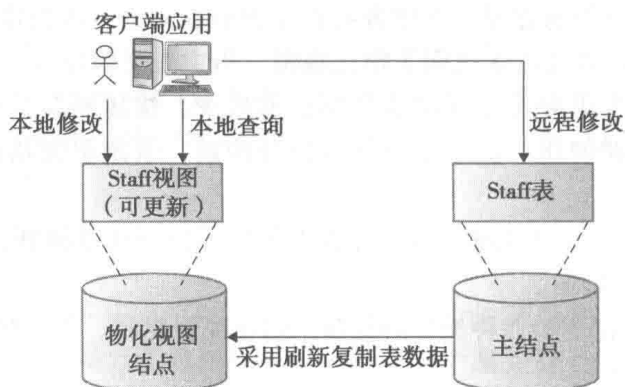 客户端应用
本地修改
本地查询
远程修改
Staff视图
（可更新）
Staff表
物化视图
结点
采用刷新复制表数据
主结点